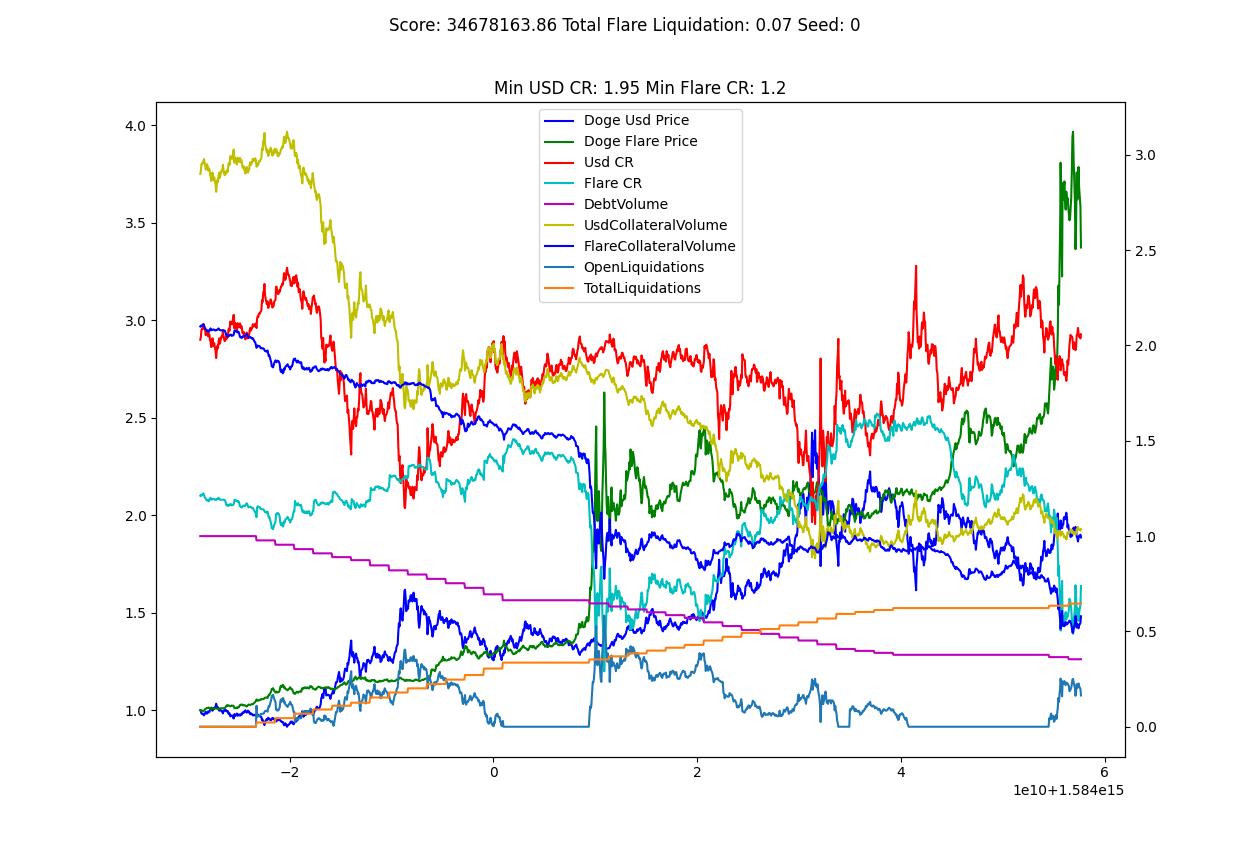 Score: 34678163.86 Total Flare Liquidation: 0.07 Seed: 0
Min USD CR: 1.95 Min Flare CR: 1.2
Doge Usd Price
Doge Flare Price
Usd CR
Flare CR
DebtVolume
UsdCollateralVolume
FlareCollateralVolume
OpenLiquidations
TotalLiquidations
4.0
3.5
3.0
2.5
2.0
1.5
1.0
3.0
2.5
2.0
1.5
1.0
0.5
0.0
−2 0 2 4 6
1e10+1.584e15